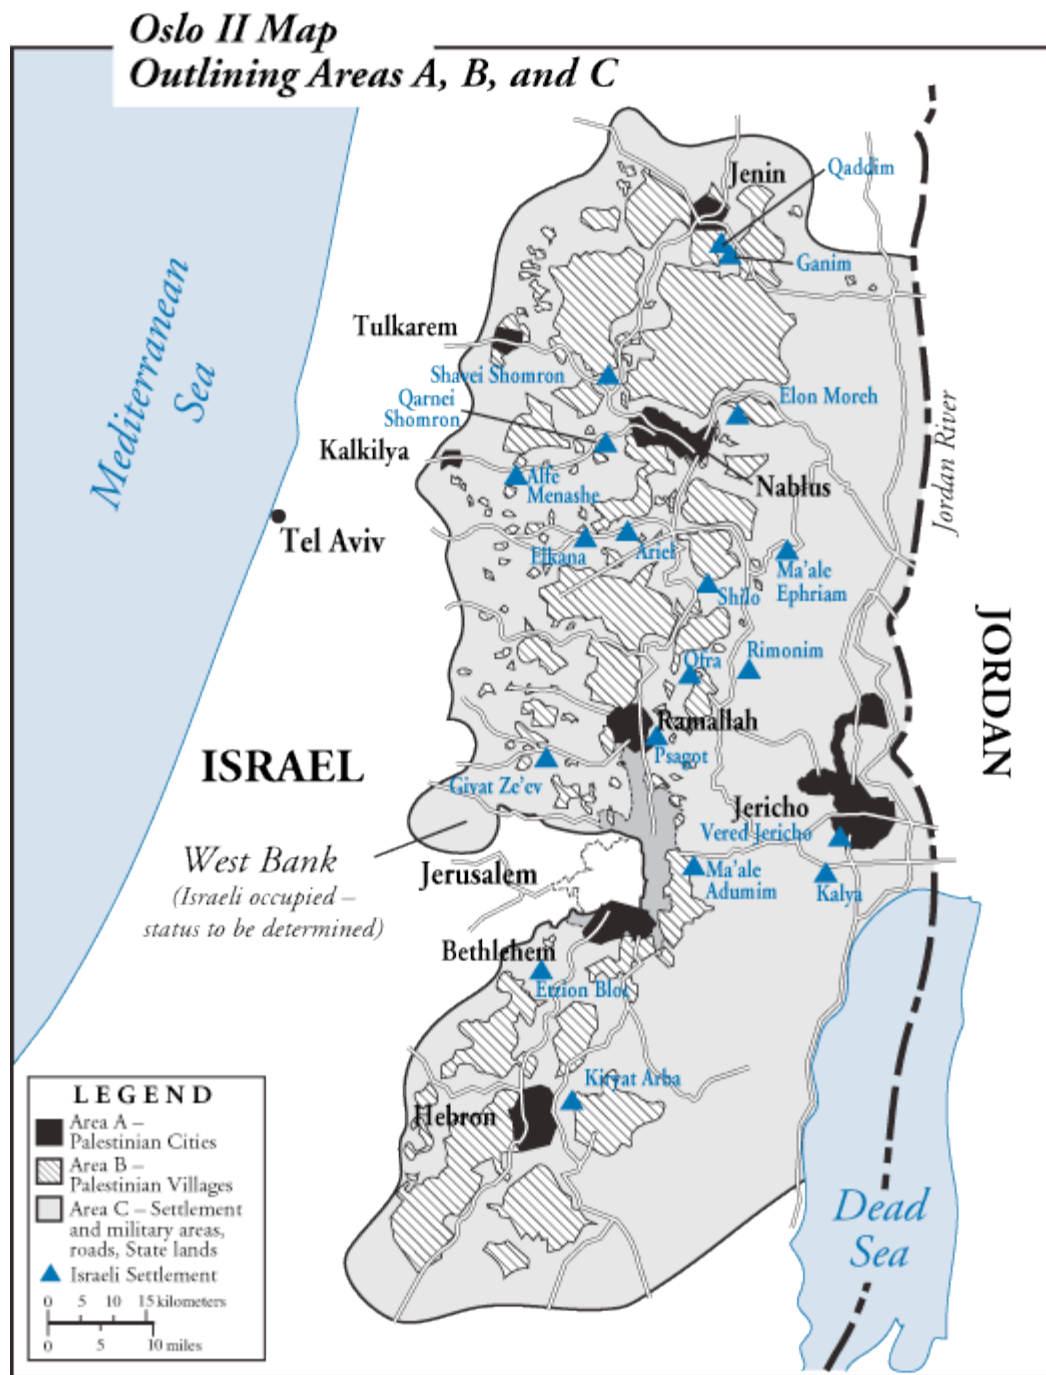 Oslo II Map
Outlining Areas A, B, and C
Jenin
Qaddim
Ganim
Mediterranean
Sea
Tulkarem
Shavei Shomron
Qarnei
Shomron
Elon Moreh
Jordan River
Kalkilya
Alfe
Menashe
Nablus
Tel Aviv
Elkana
Ariel
Ma'ale
Ephriam
Shilo
JORDAN
Ofra
Rimonim
Ramallah
Psagot
ISRAEL
Givat Ze'ev
Jericho
Vered Jericho
West Bank
(Israeli occupied –
status to be determined)
Jerusalem
Ma'ale
Adumim
Kalya
Bethlehem
Etzion Bloc
Kiryat Arba
Hebron
Dead
Sea
LEGEND
Area A –
Palestinian Cities
Area B –
Palestinian Villages
Area C – Settlement
and military areas,
roads, State lands
Israeli Settlement
0 5 10 15 kilometers
0 5 10 miles